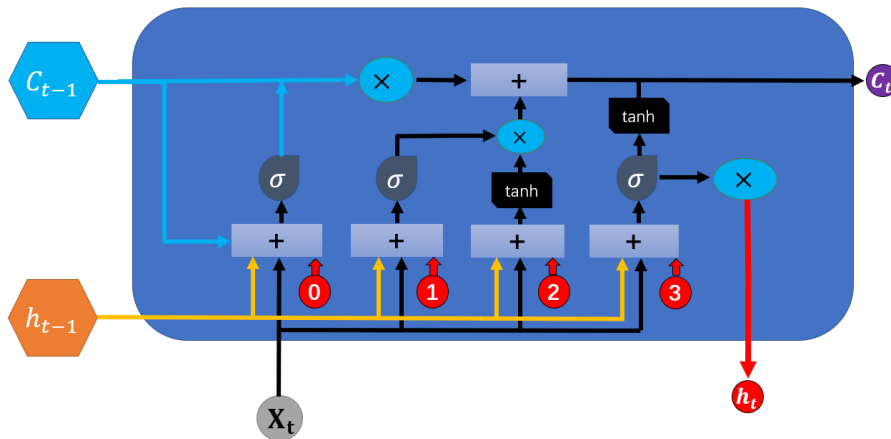 C_{t-1}
×
+
C_t
tanh
×
σ
σ
σ
×
tanh
+
+
+
+
0
1
2
3
h_{t-1}
h_t
X_t